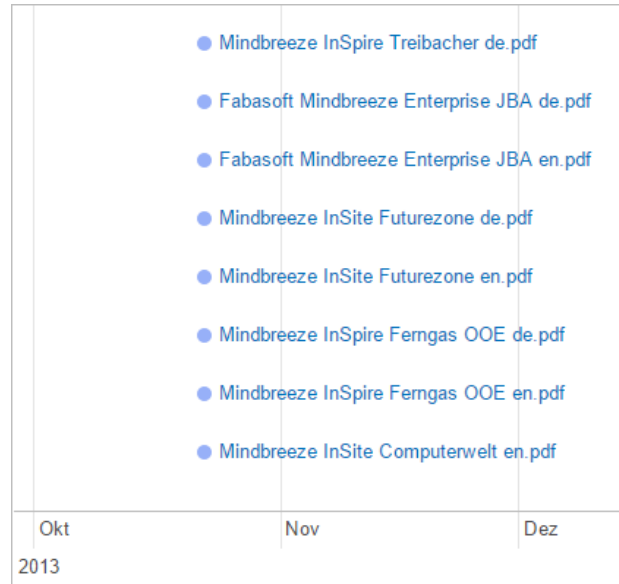 Mindbreeze InSpire Treibacher de.pdf
Fabasoft Mindbreeze Enterprise JBA de.pdf
Fabasoft Mindbreeze Enterprise JBA en.pdf
Mindbreeze InSite Futurezone de.pdf
Mindbreeze InSite Futurezone en.pdf
Mindbreeze InSpire Ferngas OOE de.pdf
Mindbreeze InSpire Ferngas OOE en.pdf
Mindbreeze InSite Computerwelt en.pdf
Okt Nov Dez
2013